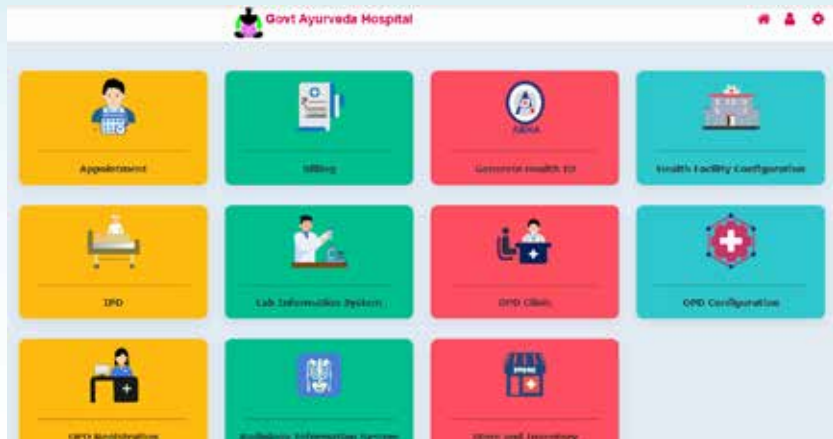 Govt Ayurveda Hospital
Appointment
Billing
ABHA
Generate Health ID
Health Facility Configuration
IPD
Lab Information System
OPD Clinic
OPD Configuration
OPD Registration
Radiology Information System
Store and Inventory